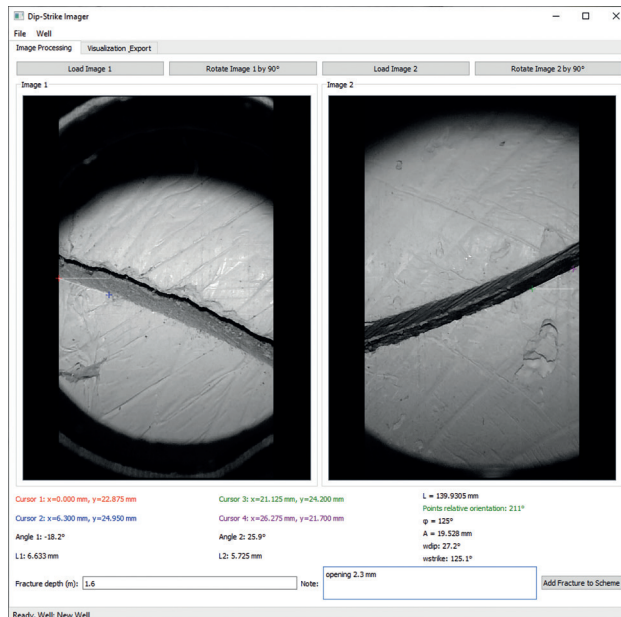 Dip-Strike Imager
File Well
Image Processing Visualization_Export
Load Image 1 Rotate Image 1 by 90° Load Image 2 Rotate Image 2 by 90°
Image 1 Image 2
Cursor 1: x=0.000 mm, y=22.875 mm Cursor 3: x=21.125 mm, y=24.200 mm L = 139.9305 mm
Points relative orientation: 211°
Cursor 2: x=6.300 mm, y=24.950 mm Cursor 4: x=26.275 mm, y=21.700 mm φ = 125°
Angle 1: -18.2° Angle 2: 25.9° A = 19.528 mm
wdip: 27.2°
L1: 6.633 mm L2: 5.725 mm wstrike: 125.1°
Fracture depth (m): 1.6 Note: opening 2.3 mm Add Fracture to Scheme
Ready. Well: New Well